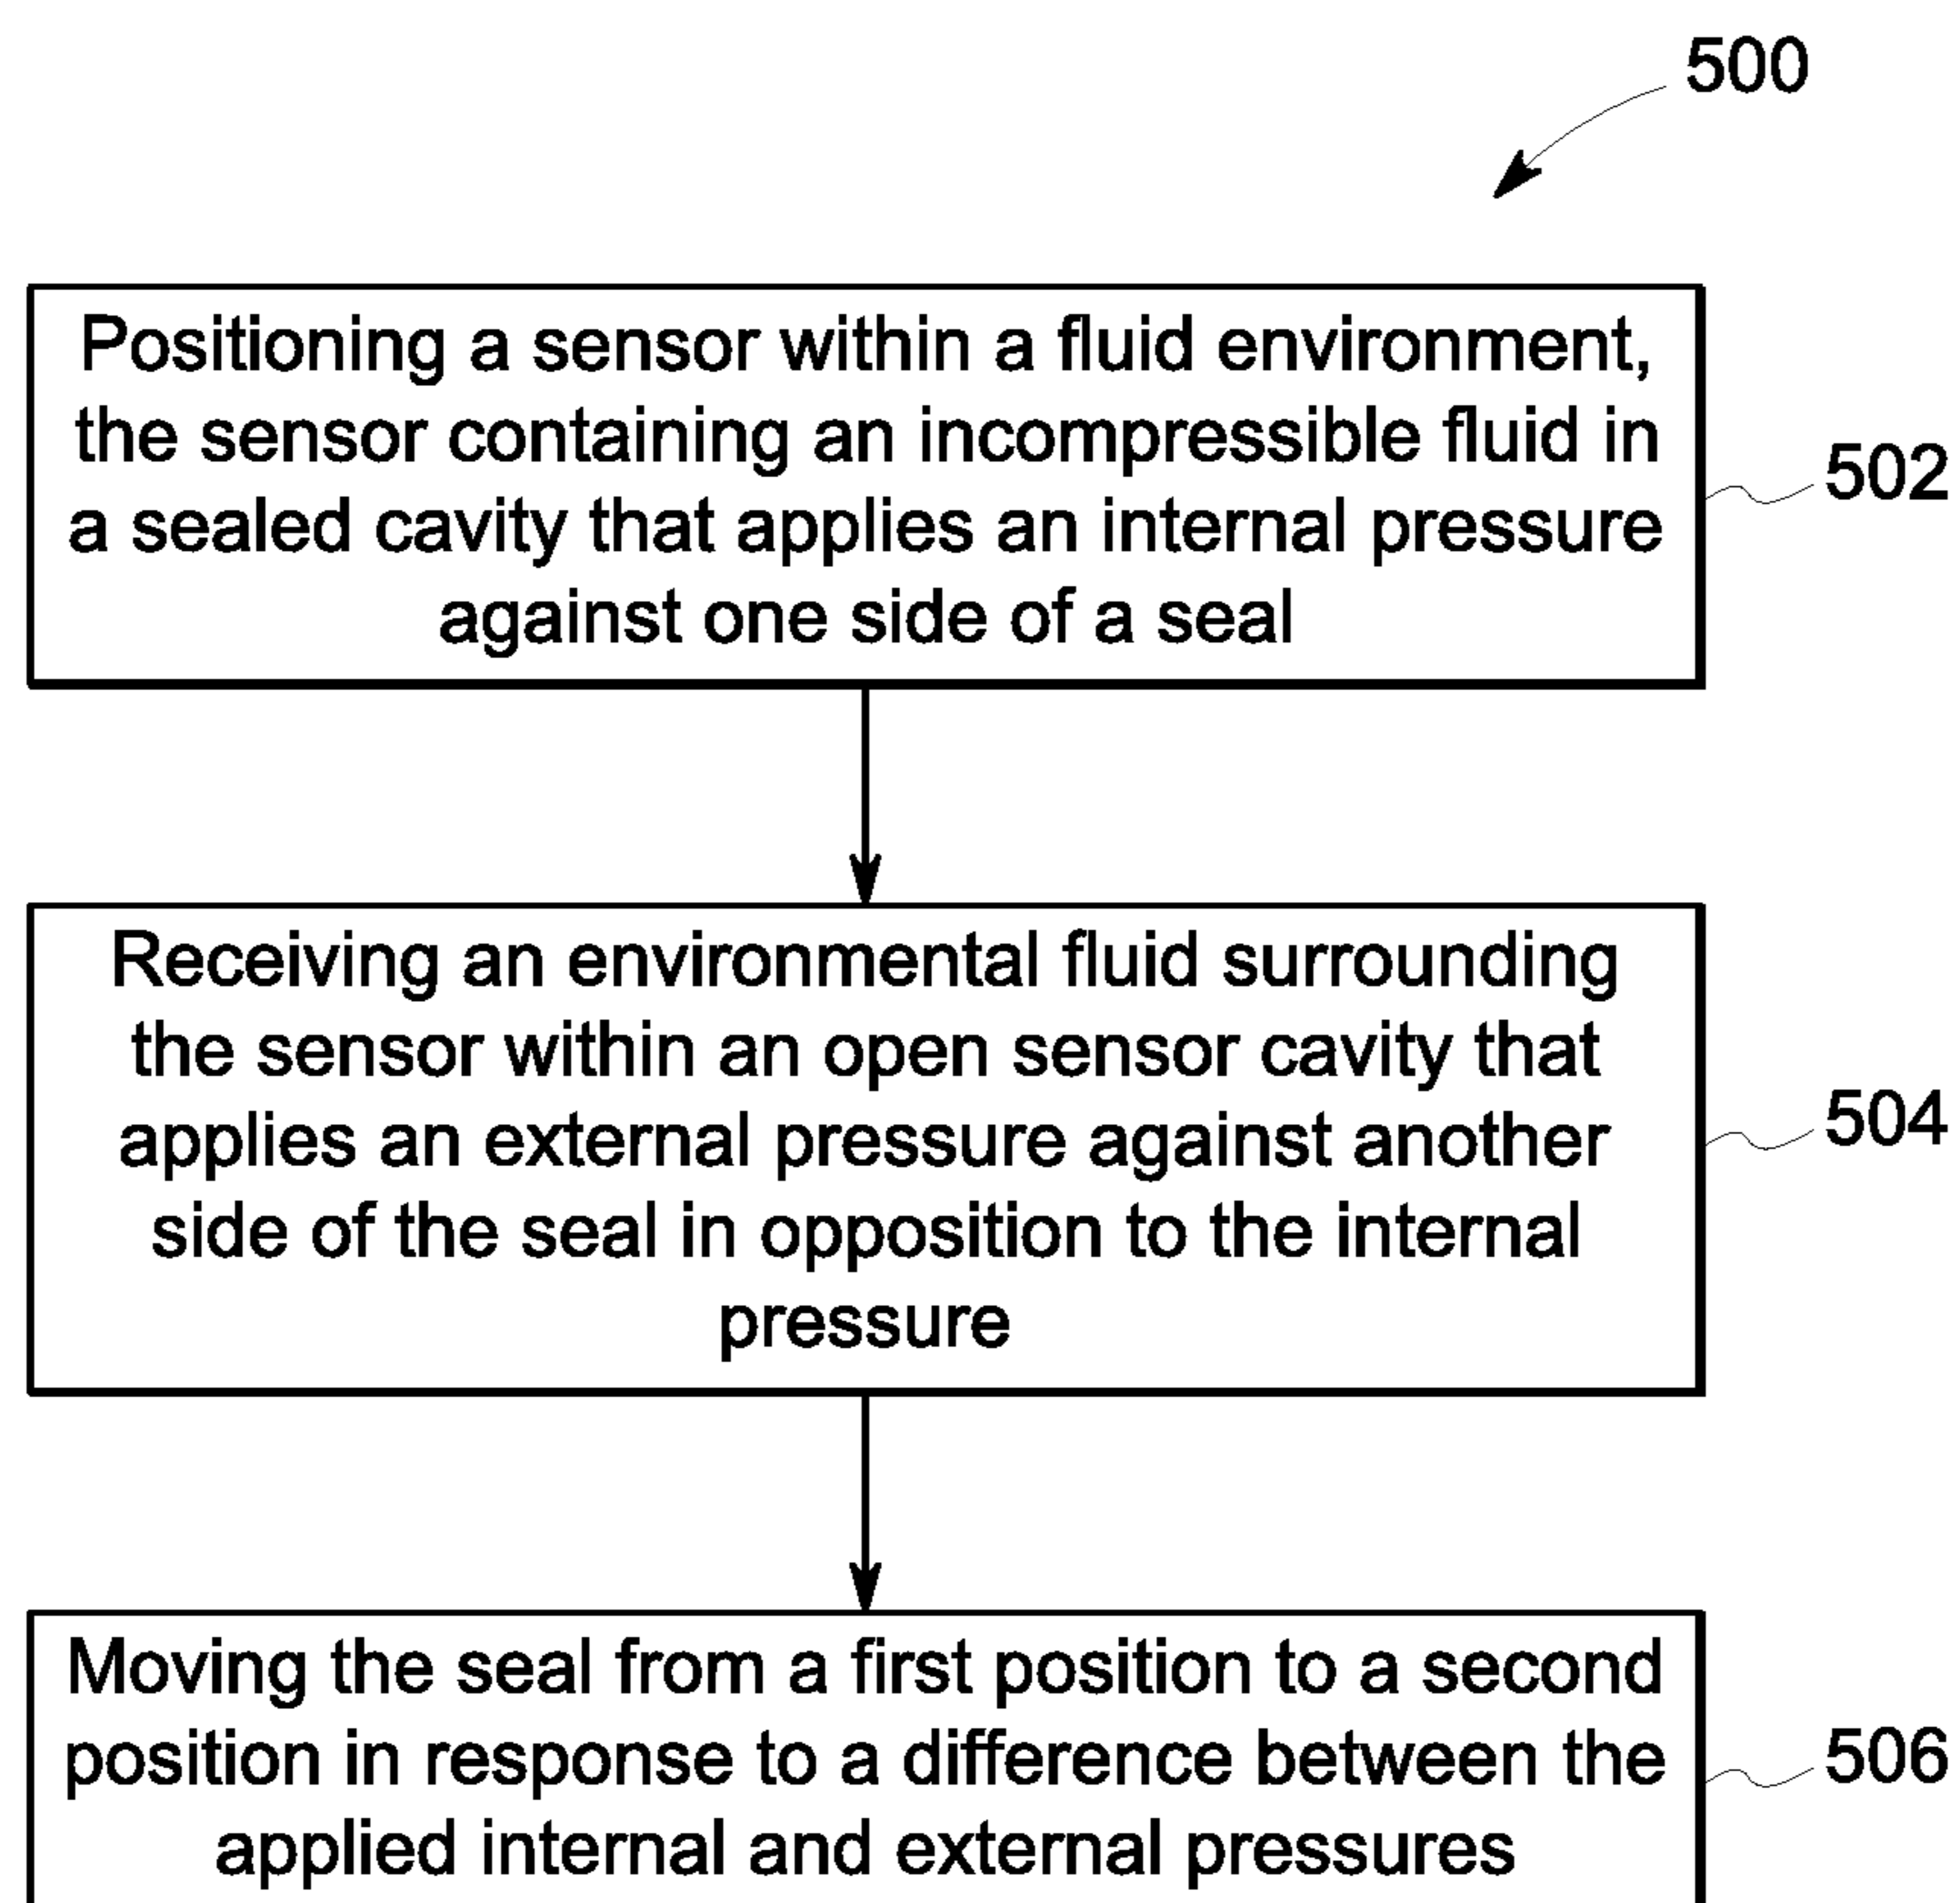 500
Positioning a sensor within a fluid environment,
the sensor containing an incompressible fluid in
a sealed cavity that applies an internal pressure
against one side of a seal
502
Receiving an environmental fluid surrounding
the sensor within an open sensor cavity that
applies an external pressure against another
side of the seal in opposition to the internal
pressure
504
Moving the seal from a first position to a second
position in response to a difference between the
applied internal and external pressures
506